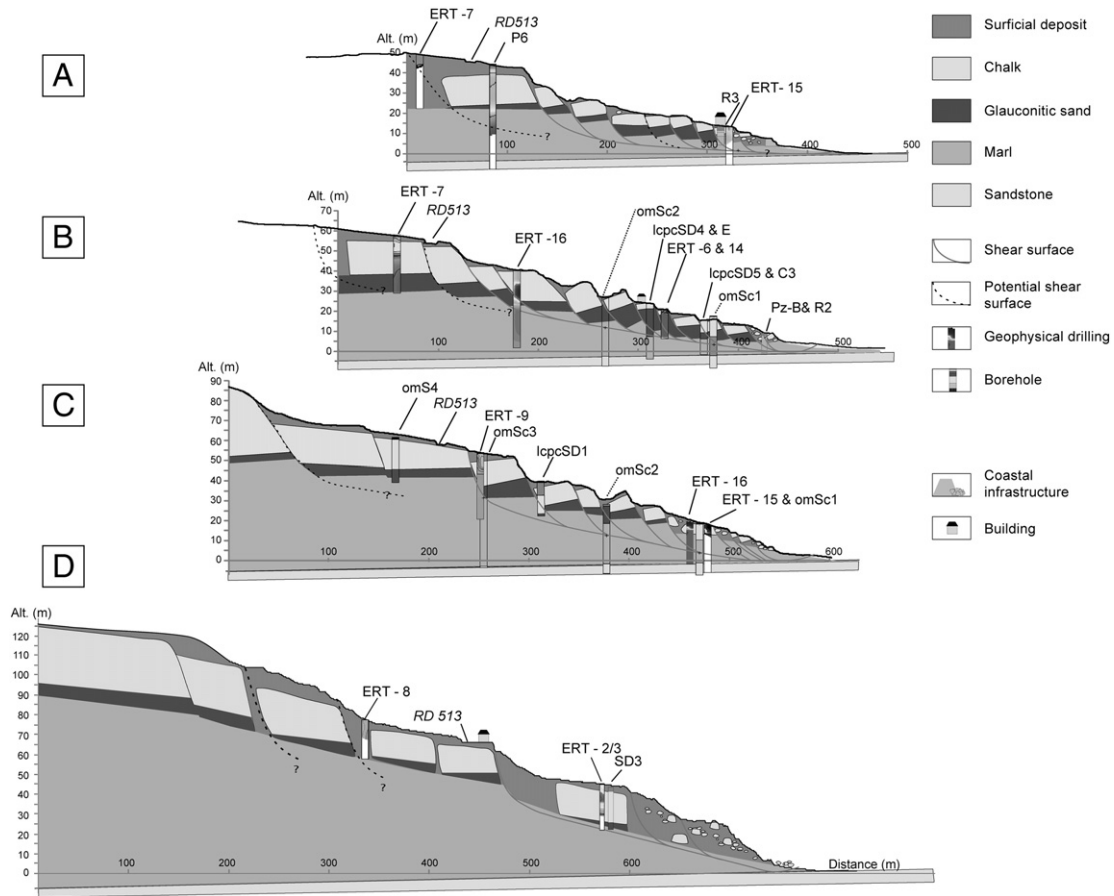 A
Alt. (m)
ERT -7
RD513
P6
R3
ERT- 15
50
40
30
20
10
0
?
?
100
200
300
400
500
B
Alt. (m)
ERT -7
RD513
ERT -16
omSc2
lcpcSD4 & E
ERT -6 & 14
lcpcSD5 & C3
omSc1
Pz-B& R2
70
60
50
40
30
20
10
0
?
?
100
200
300
400
500
C
Alt. (m)
omS4
RD513
ERT -9
omSc3
lcpcSD1
omSc2
ERT - 16
ERT - 15 & omSc1
90
80
70
60
50
40
30
20
10
0
?
100
200
300
400
500
600
D
Alt. (m)
ERT - 8
RD 513
ERT - 2/3
SD3
120
110
100
90
80
70
60
50
40
30
20
10
0
?
?
100
200
300
400
500
600
Distance (m)
Surficial deposit
Chalk
Glauconitic sand
Marl
Sandstone
Shear surface
Potential shear
surface
Geophysical drilling
Borehole
Coastal
infrastructure
Building